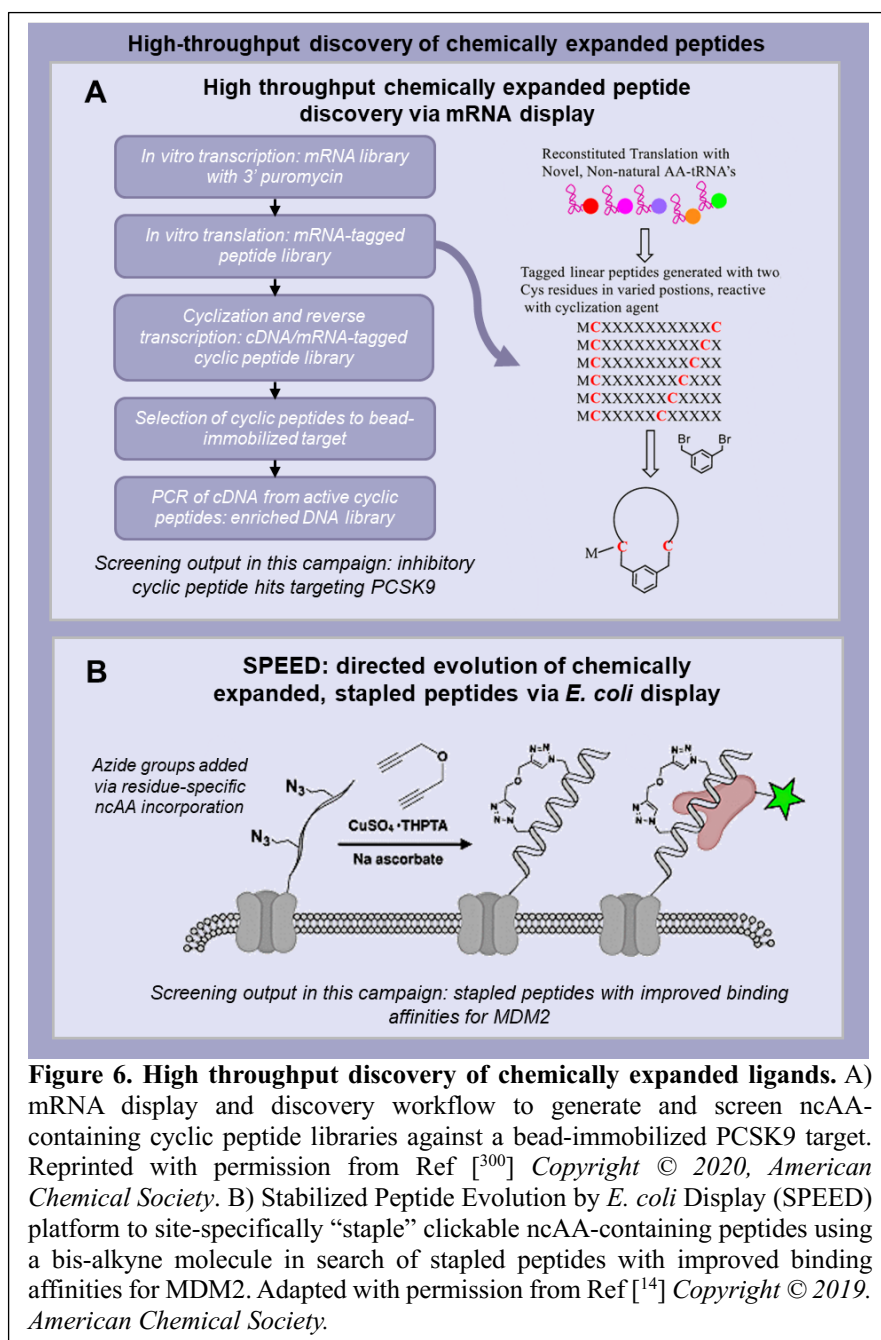 High-throughput discovery of chemically expanded peptides
A
High throughput chemically expanded peptide
discovery via mRNA display
In vitro transcription: mRNA library
with 3' puromycin
In vitro translation: mRNA-tagged
peptide library
Cyclization and reverse
transcription: cDNA/mRNA-tagged
cyclic peptide library
Selection of cyclic peptides to bead-
immobilized target
PCR of cDNA from active cyclic
peptides: enriched DNA library
Screening output in this campaign: inhibitory
cyclic peptide hits targeting PCSK9
Reconstituted Translation with
Novel, Non-natural AA-tRNA's
Tagged linear peptides generated with two
Cys residues in varied postions, reactive
with cyclization agent
MCXXXXXXXXXXC
MCXXXXXXXXXCX
MCXXXXXXXXCXX
MCXXXXXXXCXXX
MCXXXXXXCXXXX
MCXXXXXCXXXXX
Br Br
M C C
B
SPEED: directed evolution of chemically
expanded, stapled peptides via E. coli display
Azide groups added
via residue-specific
ncAA incorporation
N3
N3
O
CuSO4 •THPTA
Na ascorbate
N N
N
O
N
N N
N N
N
O
N
N N
Screening output in this campaign: stapled peptides with improved binding
affinities for MDM2
Figure 6. High throughput discovery of chemically expanded ligands. A)
mRNA display and discovery workflow to generate and screen ncAA-
containing cyclic peptide libraries against a bead-immobilized PCSK9 target.
Reprinted with permission from Ref [300] Copyright © 2020, American
Chemical Society. B) Stabilized Peptide Evolution by E. coli Display (SPEED)
platform to site-specifically “staple” clickable ncAA-containing peptides using
a bis-alkyne molecule in search of stapled peptides with improved binding
affinities for MDM2. Adapted with permission from Ref [14] Copyright © 2019.
American Chemical Society.